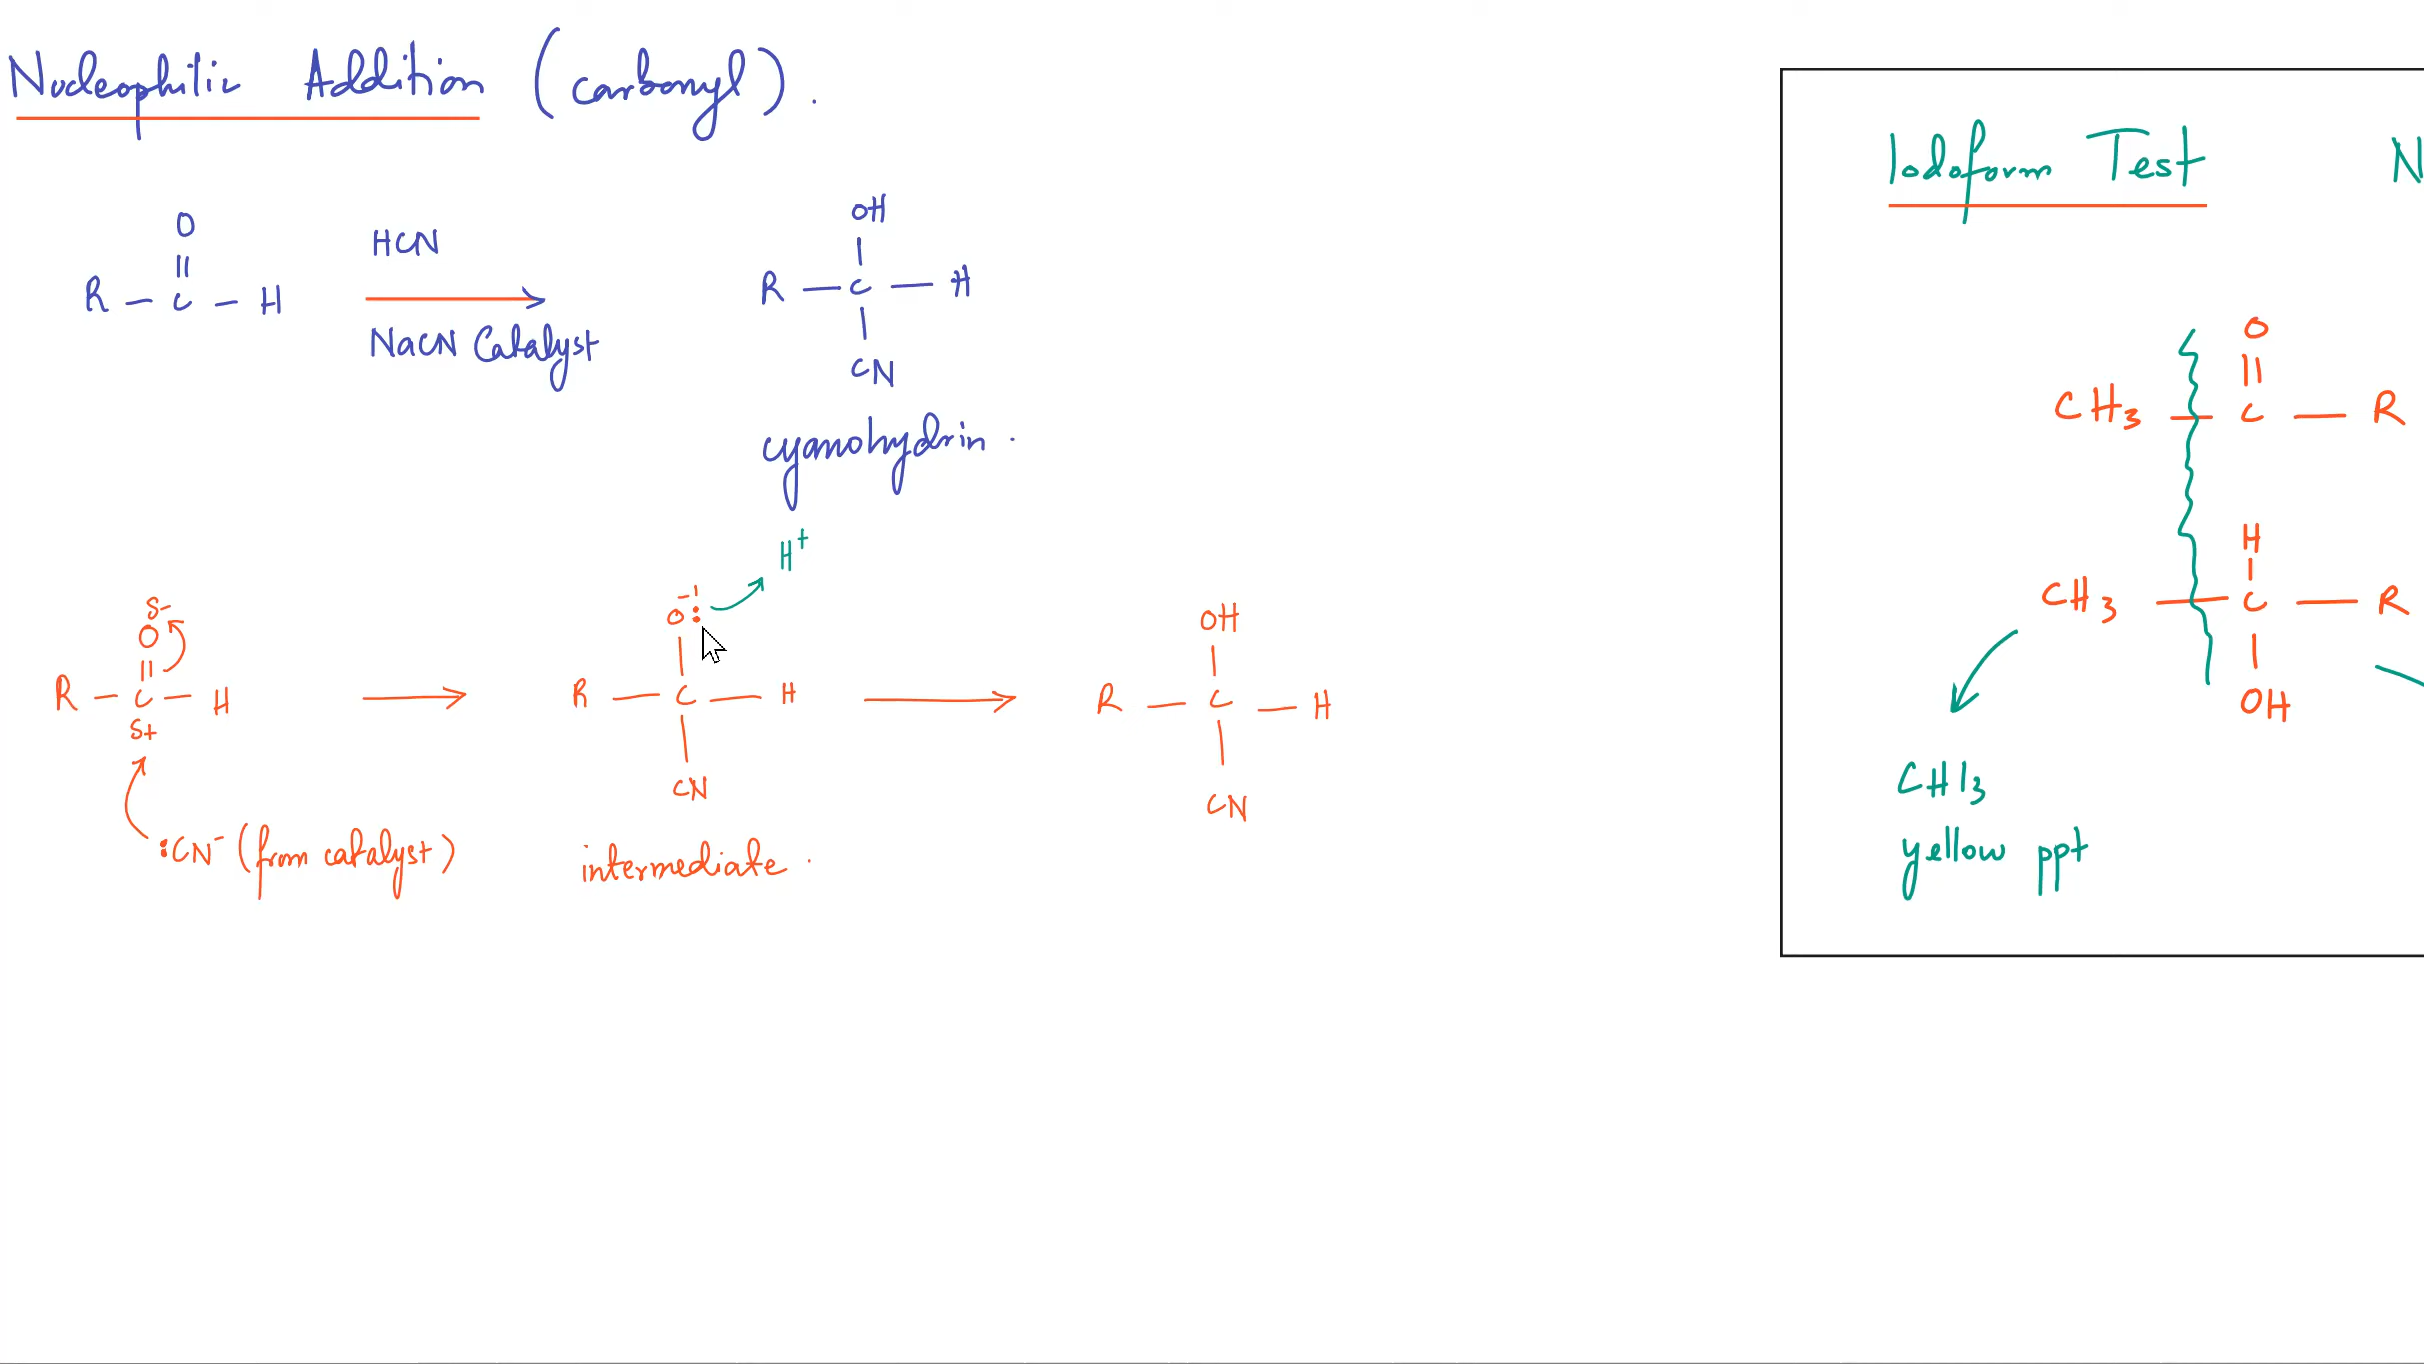 Nucleophilic Addition (carbonyl).
O
||
R – C – H
HCN
NaCN Catalyst
OH
|
R — C — H
|
CN
cyanohydrin.
δ-
O
||
R – C – H
δ+
:CN⁻ (from catalyst)
H⁺
O:⁻¹
|
R — C — H
|
CN
intermediate.
OH
|
R — C — H
|
CN
Iodoform Test
N
O
||
CH₃ — C — R
H
|
CH₃ — C — R
|
OH
CHI₃
yellow ppt